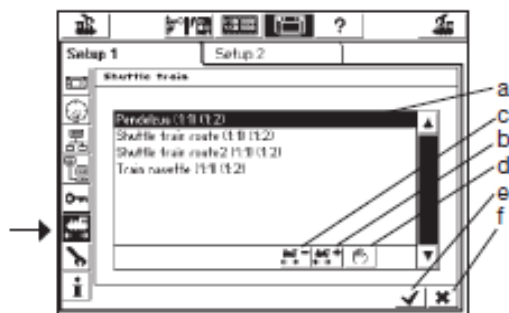 ?
Setup 1
Setup 2
Shuttle train
Pendelzug (1:1) (1:2)
Shuttle train route (1:1) (1:2)
Shuttle train route2 (1:1) (1:2)
Train navette (1:1) (1:2)
a
c
b
d
e
f